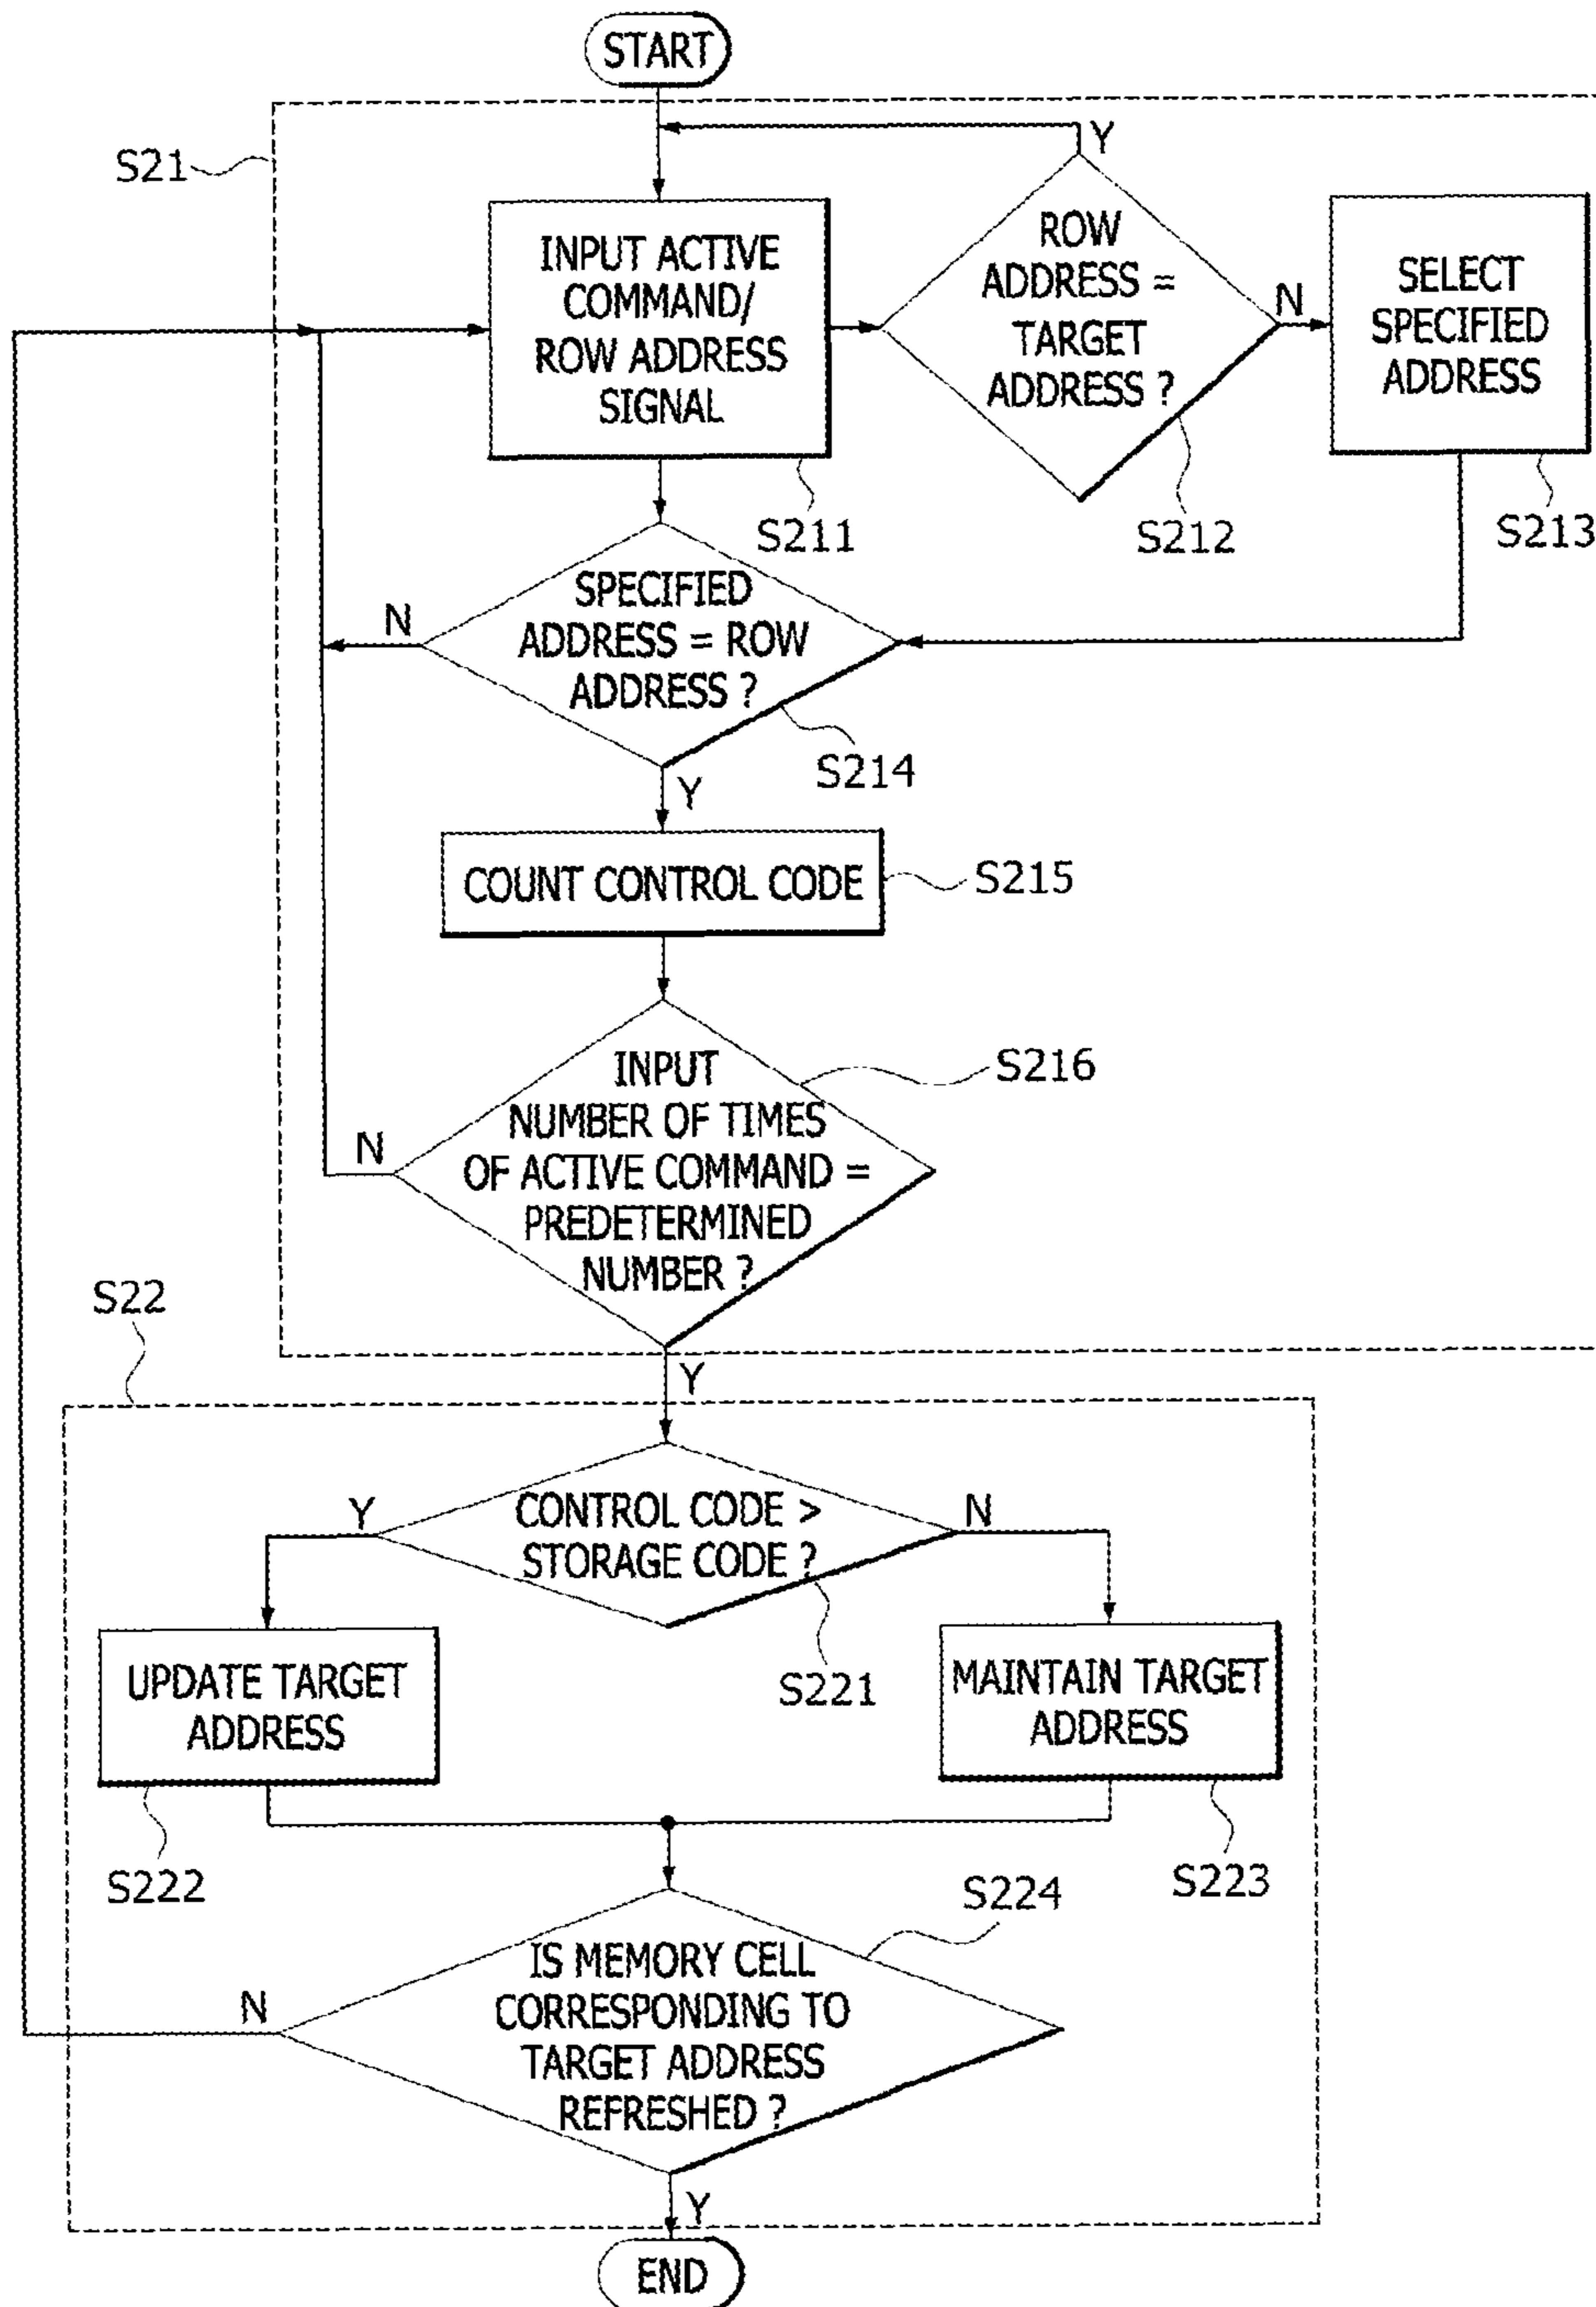 START
S21
Y
INPUT ACTIVE
COMMAND/
ROW ADDRESS
SIGNAL
S211
ROW
ADDRESS =
TARGET
ADDRESS ?
S212
N
SELECT
SPECIFIED
ADDRESS
S213
SPECIFIED
ADDRESS = ROW
ADDRESS ?
N
S214
Y
COUNT CONTROL CODE
S215
INPUT
NUMBER OF TIMES
OF ACTIVE COMMAND =
PREDETERMINED
NUMBER ?
S216
N
S22
Y
CONTROL CODE >
STORAGE CODE ?
Y
N
S221
UPDATE TARGET
ADDRESS
S222
MAINTAIN TARGET
ADDRESS
S223
S224
IS MEMORY CELL
CORRESPONDING TO
TARGET ADDRESS
REFRESHED ?
N
Y
END